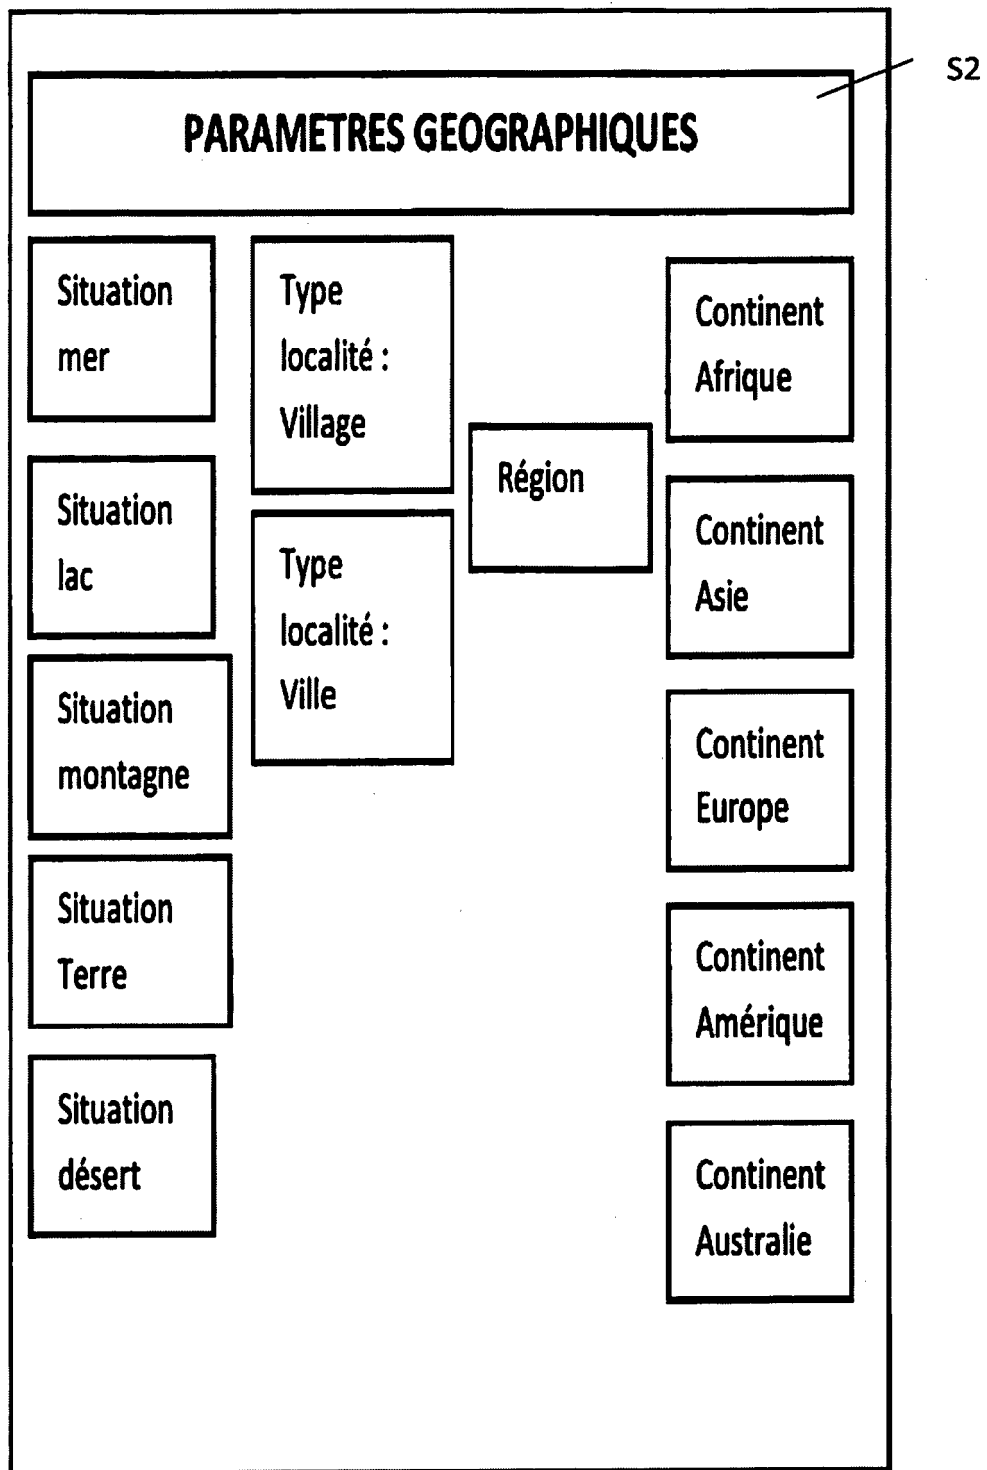 S2
PARAMETRES GEOGRAPHIQUES
Situation
mer
Situation
lac
Situation
montagne
Situation
Terre
Situation
désert
Type
localité :
Village
Type
localité :
Ville
Région
Continent
Afrique
Continent
Asie
Continent
Europe
Continent
Amérique
Continent
Australie